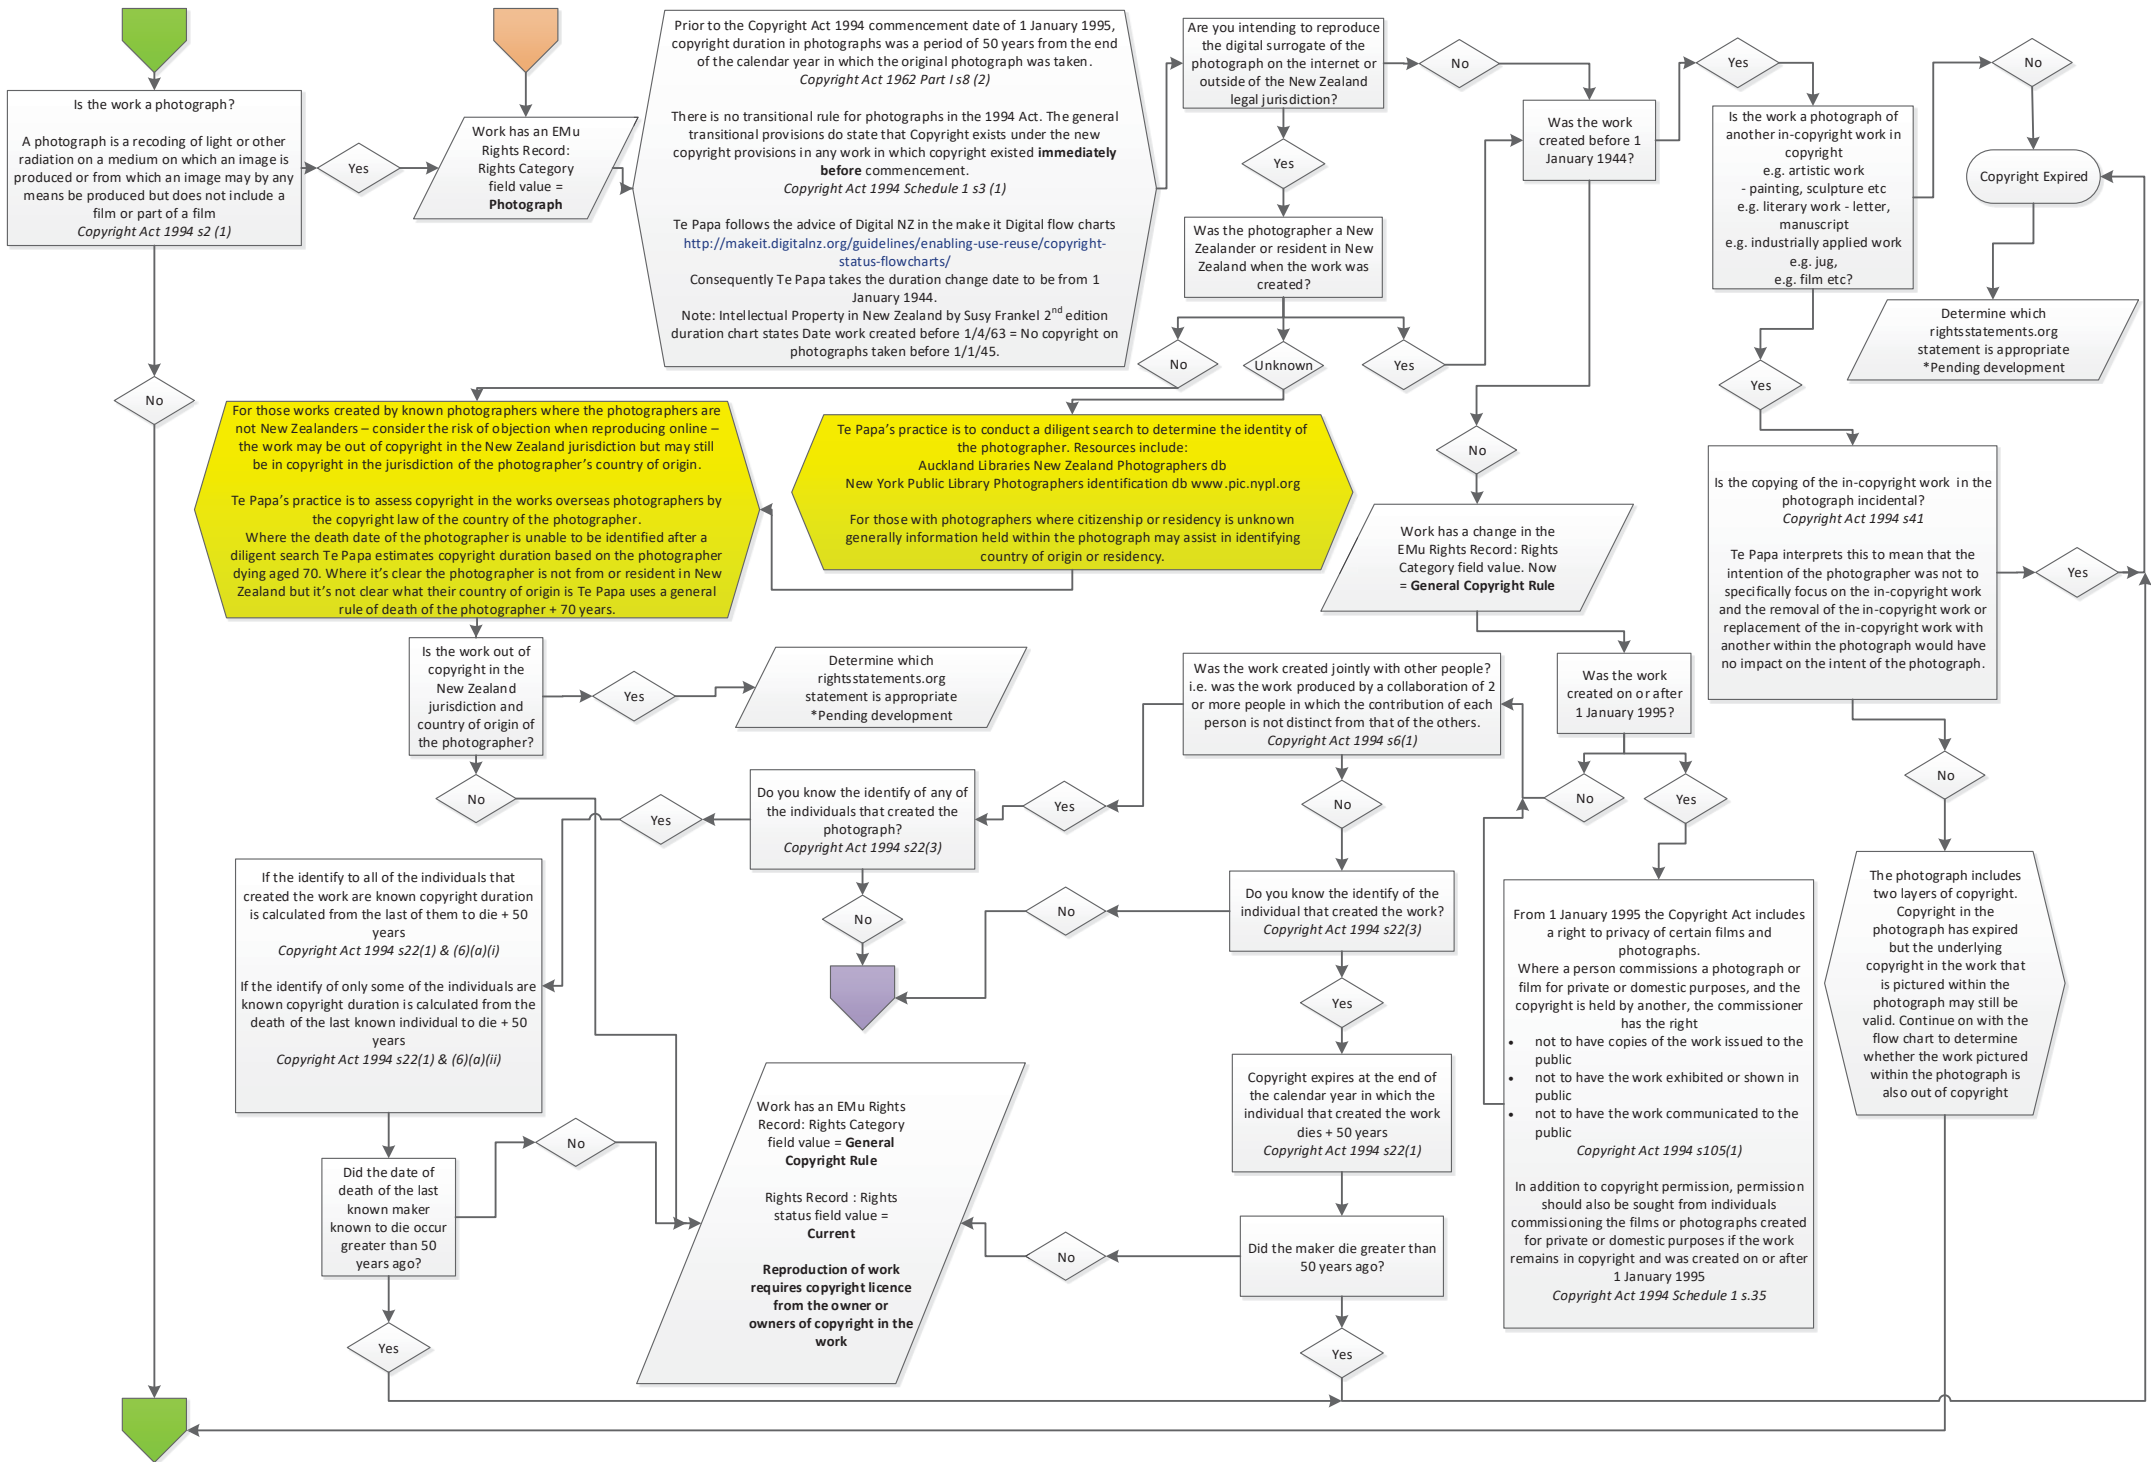 Is the work a photograph?
A photograph is a recoding of light or other
radiation on a medium on which an image is
produced or from which an image may by any
means be produced but does not include a
film or part of a film
Copyright Act 1994 s2 (1)
Yes
No
Work has an EMu
Rights Record:
Rights Category
field value =
Photograph
Prior to the Copyright Act 1994 commencement date of 1 January 1995,
copyright duration in photographs was a period of 50 years from the end
of the calendar year in which the original photograph was taken.
Copyright Act 1962 Part I s8 (2)
There is no transitional rule for photographs in the 1994 Act. The general
transitional provisions do state that Copyright exists under the new
copyright provisions in any work in which copyright existed immediately
before commencement.
Copyright Act 1994 Schedule 1 s3 (1)
Te Papa follows the advice of Digital NZ in the make it Digital flow charts
http://makeit.digitalnz.org/guidelines/enabling-use-reuse/copyright-
status-flowcharts/
Consequently Te Papa takes the duration change date to be from 1
January 1944.
Note: Intellectual Property in New Zealand by Susy Frankel 2nd edition
duration chart states Date work created before 1/4/63 = No copyright on
photographs taken before 1/1/45.
Are you intending to reproduce
the digital surrogate of the
photograph on the internet or
outside of the New Zealand
legal jurisdiction?
No
Yes
Was the photographer a New
Zealander or resident in New
Zealand when the work was
created?
No
Unknown
Yes
Was the work
created before 1
January 1944?
Yes
No
Is the work a photograph of
another in-copyright work in
copyright
e.g. artistic work
- painting, sculpture etc
e.g. literary work - letter,
manuscript
e.g. industrially applied work
e.g. jug,
e.g. film etc?
No
Copyright Expired
Determine which
rightsstatements.org
statement is appropriate
*Pending development
Yes
For those works created by known photographers where the photographers are
not New Zealanders – consider the risk of objection when reproducing online –
the work may be out of copyright in the New Zealand jurisdiction but may still
be in copyright in the jurisdiction of the photographer's country of origin.
Te Papa's practice is to assess copyright in the works overseas photographers by
the copyright law of the country of the photographer.
Where the death date of the photographer is unable to be identified after a
diligent search Te Papa estimates copyright duration based on the photographer
dying aged 70. Where it's clear the photographer is not from or resident in New
Zealand but it's not clear what their country of origin is Te Papa uses a general
rule of death of the photographer + 70 years.
Te Papa's practice is to conduct a diligent search to determine the identity of
the photographer. Resources include:
Auckland Libraries New Zealand Photographers db
New York Public Library Photographers identification db www.pic.nypl.org
For those with photographers where citizenship or residency is unknown
generally information held within the photograph may assist in identifying
country of origin or residency.
Work has a change in the
EMu Rights Record: Rights
Category field value. Now
= General Copyright Rule
Is the copying of the in-copyright work in the
photograph incidental?
Copyright Act 1994 s41
Te Papa interprets this to mean that the
intention of the photographer was not to
specifically focus on the in-copyright work
and the removal of the in-copyright work or
replacement of the in-copyright work with
another within the photograph would have
no impact on the intent of the photograph.
Yes
No
Is the work out of
copyright in the
New Zealand
jurisdiction and
country of origin of
the photographer?
Yes
Determine which
rightsstatements.org
statement is appropriate
*Pending development
No
Was the work created jointly with other people?
i.e. was the work produced by a collaboration of 2
or more people in which the contribution of each
person is not distinct from that of the others.
Copyright Act 1994 s6(1)
Was the work
created on or after
1 January 1995?
No
Yes
Yes
No
Do you know the identify of any of
the individuals that created the
photograph?
Copyright Act 1994 s22(3)
Yes
No
If the identify to all of the individuals that
created the work are known copyright duration
is calculated from the last of them to die + 50
years
Copyright Act 1994 s22(1) & (6)(a)(i)
If the identify of only some of the individuals are
known copyright duration is calculated from the
death of the last known individual to die + 50
years
Copyright Act 1994 s22(1) & (6)(a)(ii)
Do you know the identify of the
individual that created the work?
Copyright Act 1994 s22(3)
No
Yes
From 1 January 1995 the Copyright Act includes
a right to privacy of certain films and
photographs.
Where a person commissions a photograph or
film for private or domestic purposes, and the
copyright is held by another, the commissioner
has the right
• not to have copies of the work issued to the
public
• not to have the work exhibited or shown in
public
• not to have the work communicated to the
public
Copyright Act 1994 s105(1)
In addition to copyright permission, permission
should also be sought from individuals
commissioning the films or photographs created
for private or domestic purposes if the work
remains in copyright and was created on or after
1 January 1995
Copyright Act 1994 Schedule 1 s.35
The photograph includes
two layers of copyright.
Copyright in the
photograph has expired
but the underlying
copyright in the work that
is pictured within the
photograph may still be
valid. Continue on with the
flow chart to determine
whether the work pictured
within the photograph is
also out of copyright
Copyright expires at the end of
the calendar year in which the
individual that created the work
dies + 50 years
Copyright Act 1994 s22(1)
Work has an EMu Rights
Record: Rights Category
field value = General
Copyright Rule
Rights Record : Rights
status field value =
Current
Reproduction of work
requires copyright licence
from the owner or
owners of copyright in the
work
No
Did the date of
death of the last
known maker
known to die occur
greater than 50
years ago?
Yes
Did the maker die greater than
50 years ago?
No
Yes